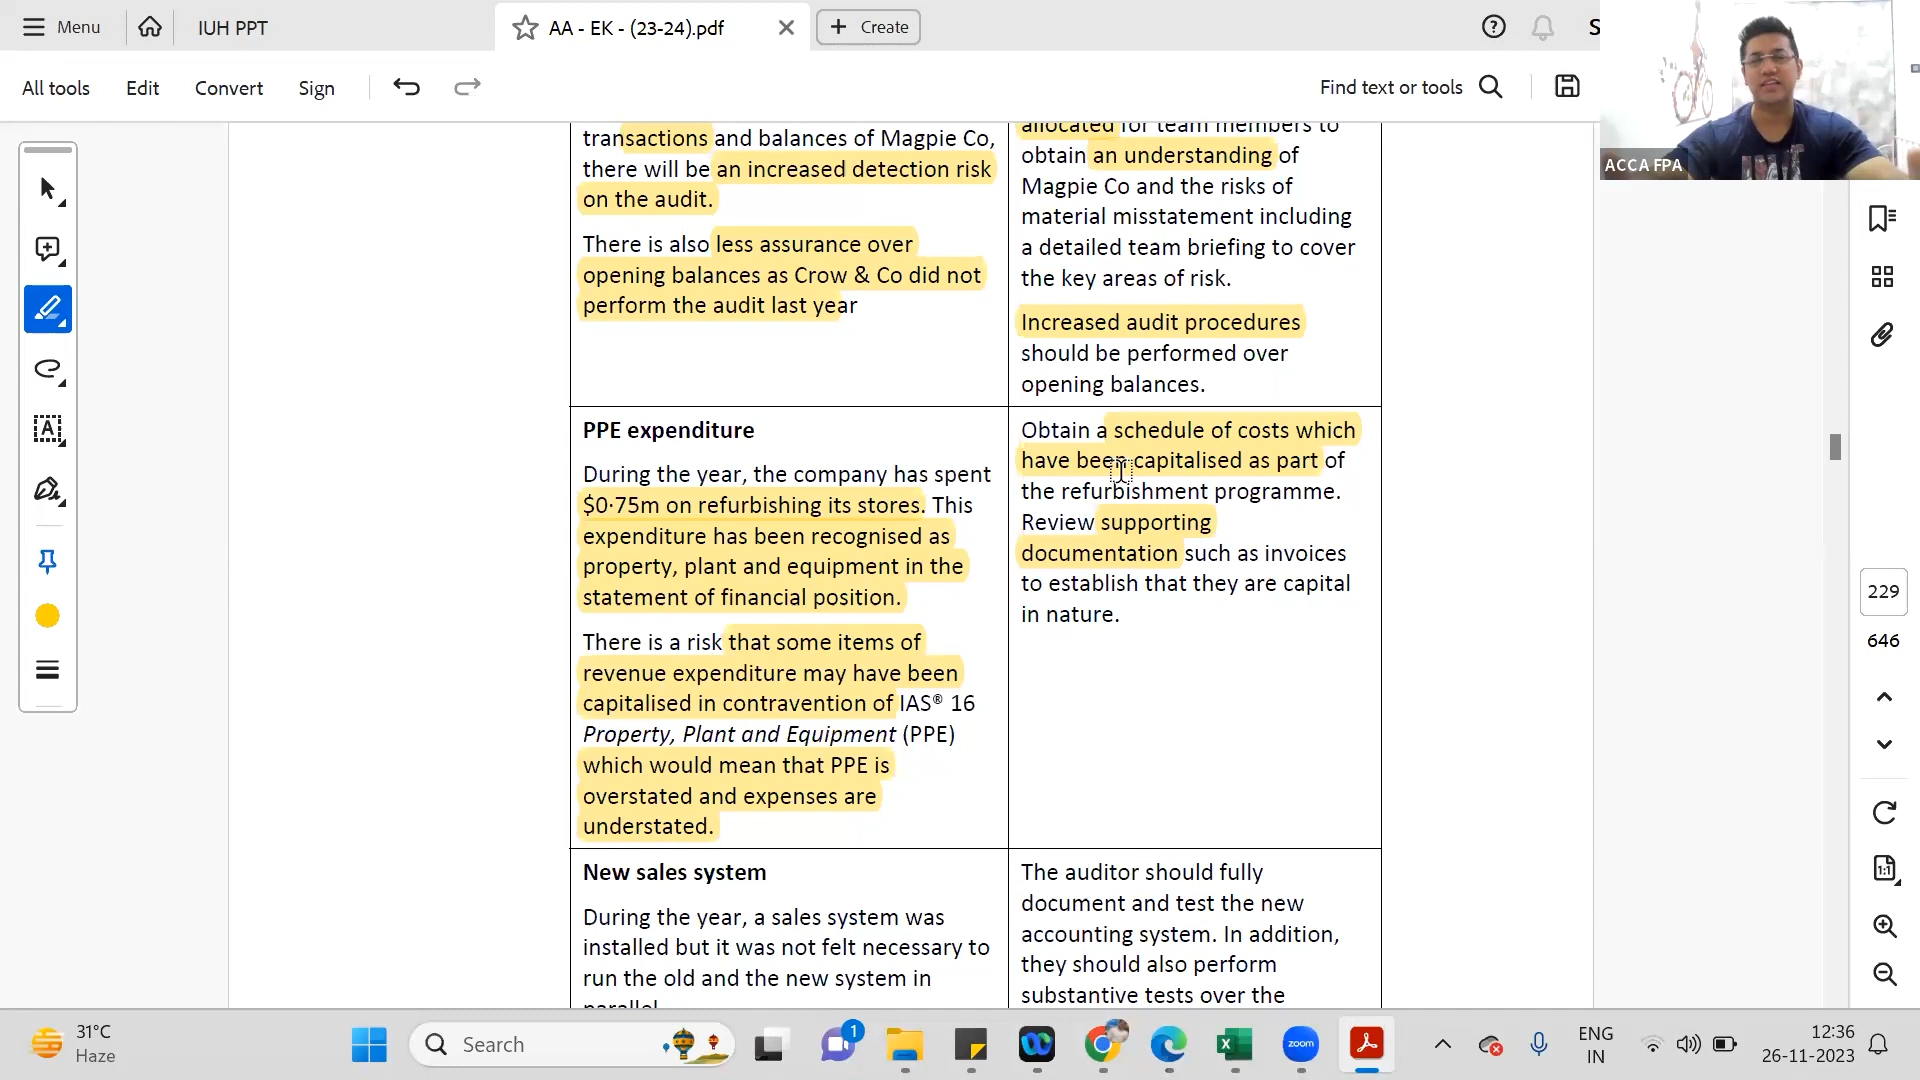 Menu
IUH PPT
AA - EK - (23-24).pdf
Create
All tools
Edit
Convert
Sign
Find text or tools
ACCA FPA
transactions and balances of Magpie Co,
there will be an increased detection risk
on the audit.
There is also less assurance over
opening balances as Crow & Co did not
perform the audit last year
allocated for team members to
obtain an understanding of
Magpie Co and the risks of
material misstatement including
a detailed team briefing to cover
the key areas of risk.
Increased audit procedures
should be performed over
opening balances.
PPE expenditure
During the year, the company has spent
$0·75m on refurbishing its stores. This
expenditure has been recognised as
property, plant and equipment in the
statement of financial position.
There is a risk that some items of
revenue expenditure may have been
capitalised in contravention of IAS® 16
Property, Plant and Equipment (PPE)
which would mean that PPE is
overstated and expenses are
understated.
Obtain a schedule of costs which
have been capitalised as part of
the refurbishment programme.
Review supporting
documentation such as invoices
to establish that they are capital
in nature.
New sales system
During the year, a sales system was
installed but it was not felt necessary to
run the old and the new system in
parallel
The auditor should fully
document and test the new
accounting system. In addition,
they should also perform
substantive tests over the
229
646
1:1
31°C
Haze
Search
1
zoom
ENG
IN
12:36
26-11-2023